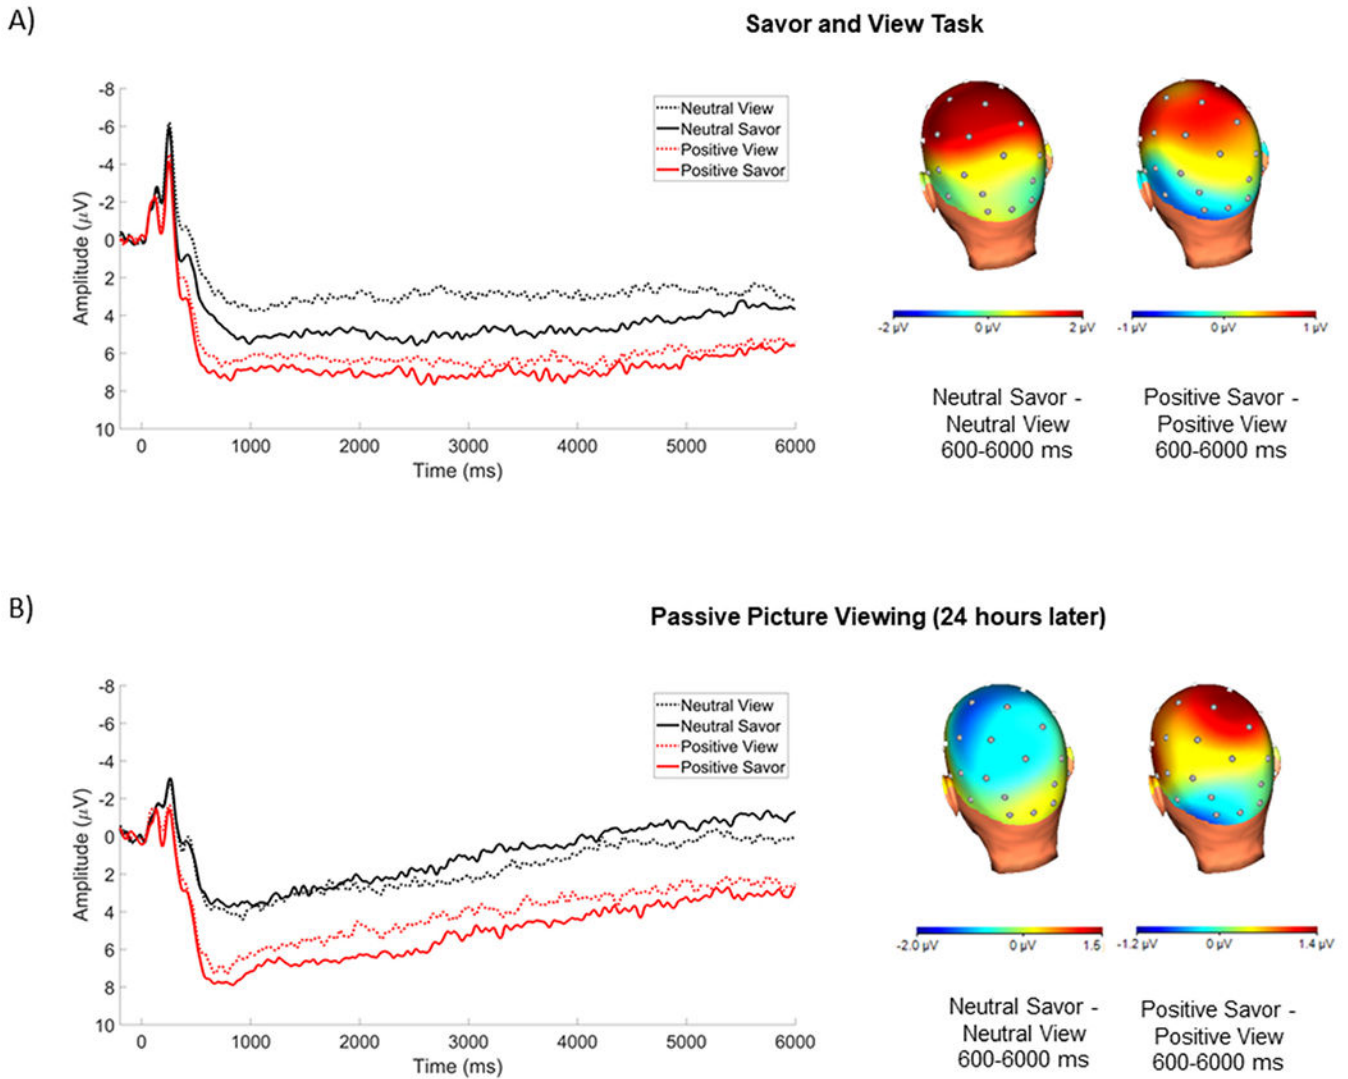 A)
Savor and View Task
-8
-6
-4
-2
0
2
4
6
8
10
Amplitude (μV)
0 1000 2000 3000 4000 5000 6000
Time (ms)
Neutral View
Neutral Savor
Positive View
Positive Savor
-2 μV 0 μV 2 μV
-1 μV 0 μV 1 μV
Neutral Savor -
Neutral View
600-6000 ms
Positive Savor -
Positive View
600-6000 ms
B)
Passive Picture Viewing (24 hours later)
-8
-6
-4
-2
0
2
4
6
8
10
Amplitude (μV)
0 1000 2000 3000 4000 5000 6000
Time (ms)
Neutral View
Neutral Savor
Positive View
Positive Savor
-2.0 μV 0 μV 1.5
-1.2 μV 0 μV 1.4 μV
Neutral Savor -
Neutral View
600-6000 ms
Positive Savor -
Positive View
600-6000 ms